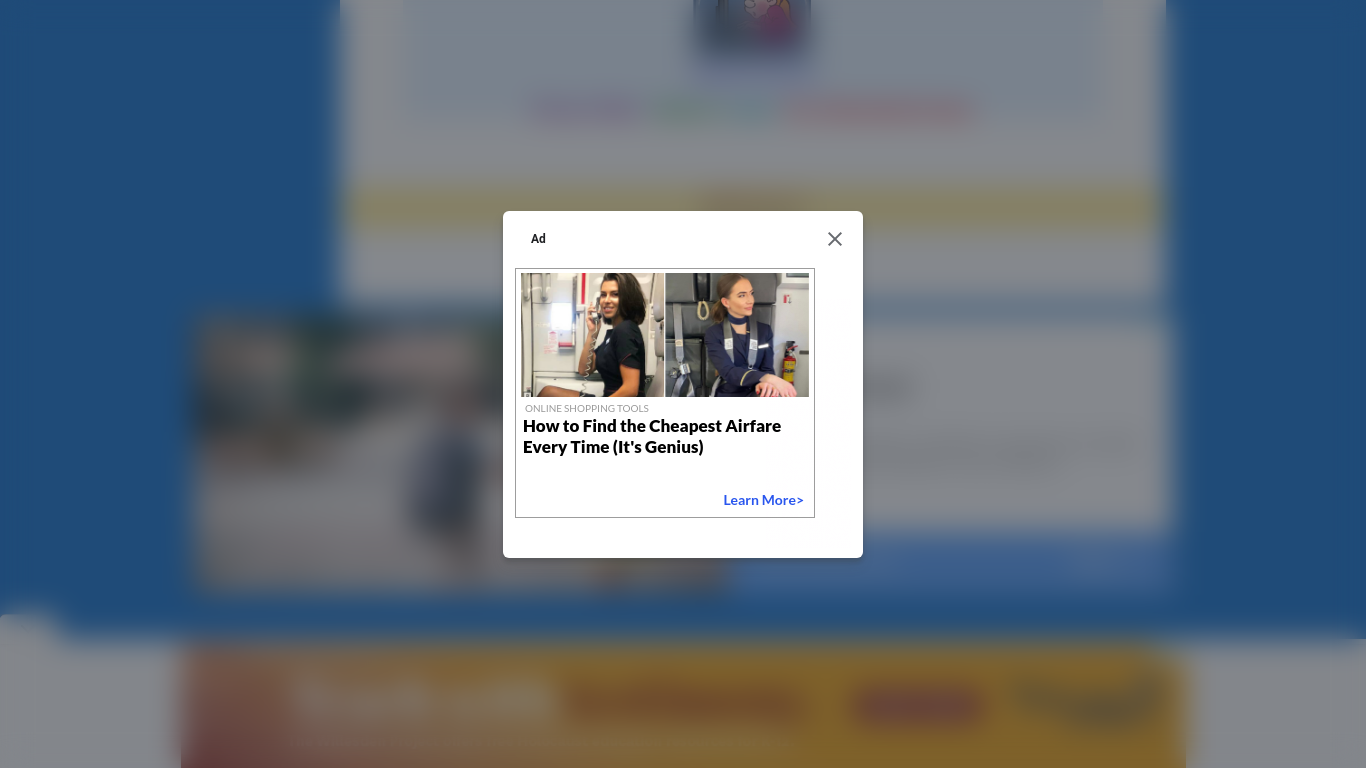 Ad
ONLINE SHOPPING TOOLS
How to Find the Cheapest Airfare
Every Time (It's Genius)
Learn More>